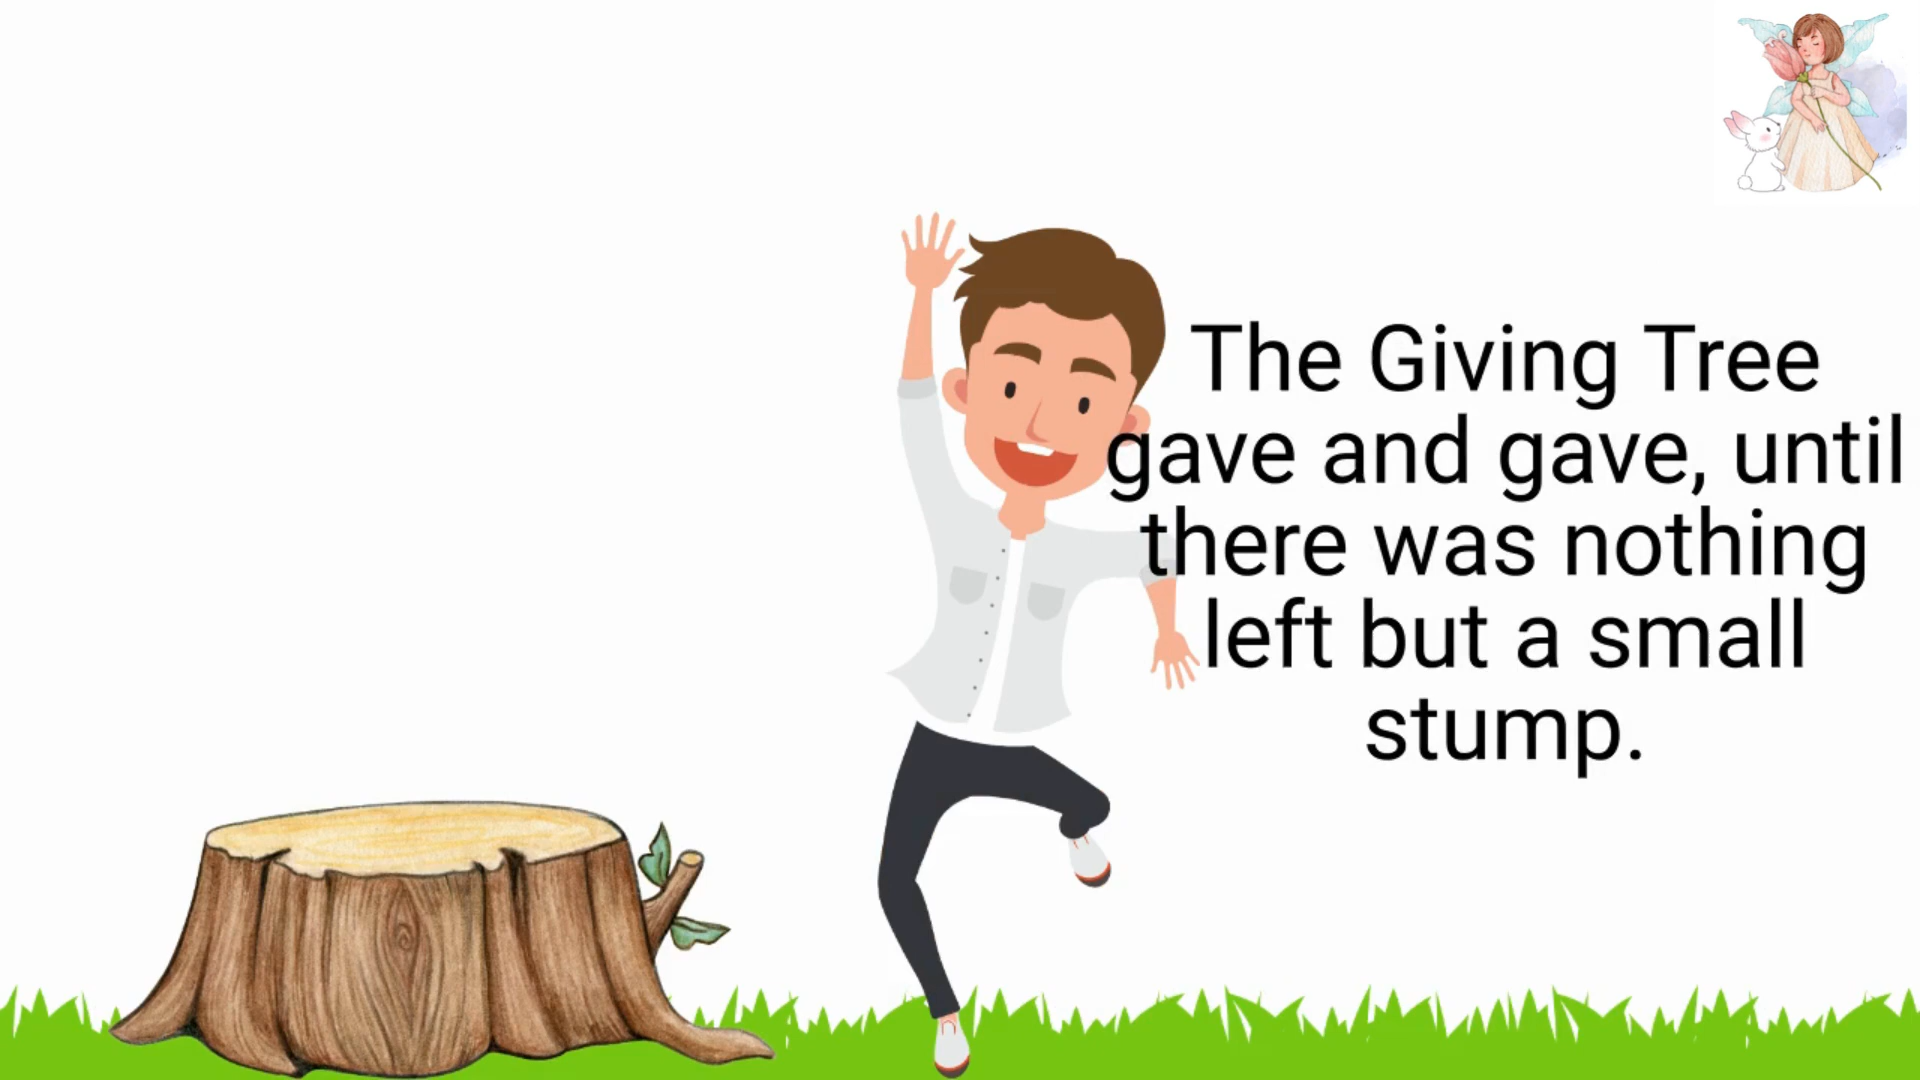 The Giving Tree
gave and gave, until
there was nothing
left but a small
stump.